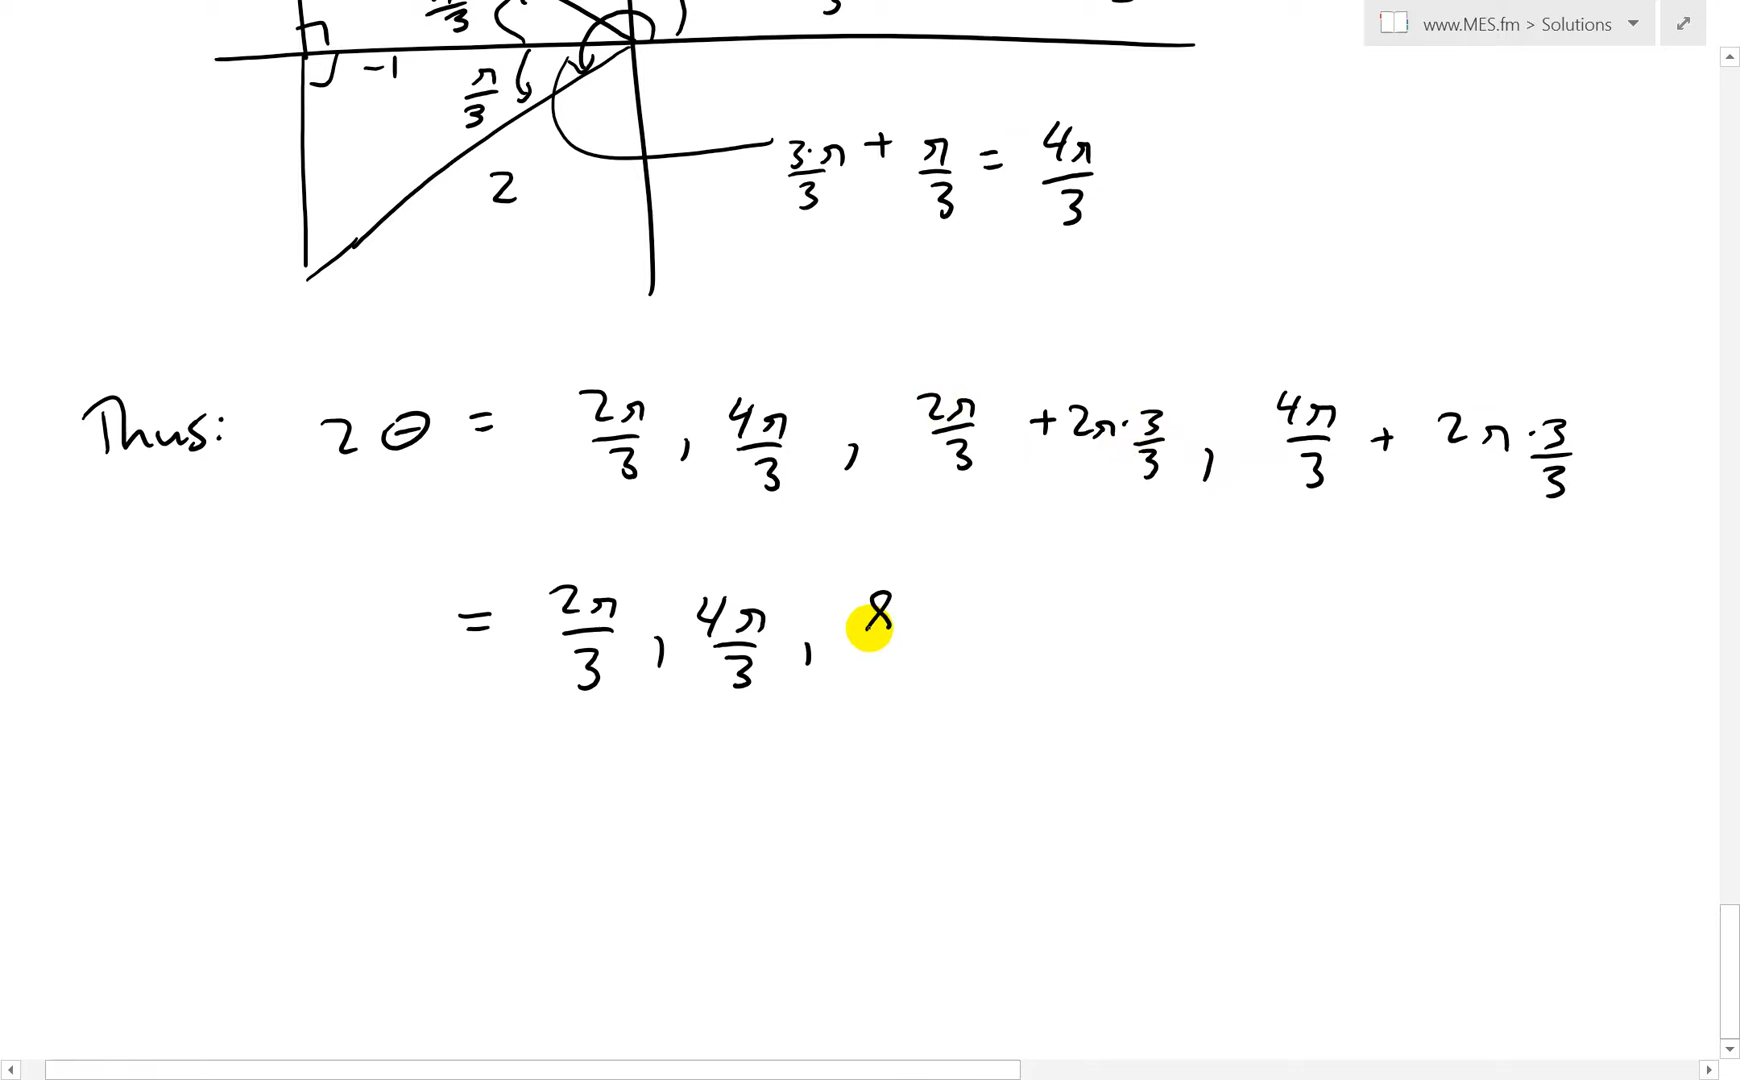 π/3
www.MES.fm > Solutions
-1
π/3
2
3·π/3 + π/3 = 4π/3
Thus: 2θ = 2π/3, 4π/3, 2π/3 + 2π·3/3, 4π/3 + 2π·3/3
= 2π/3, 4π/3, 8